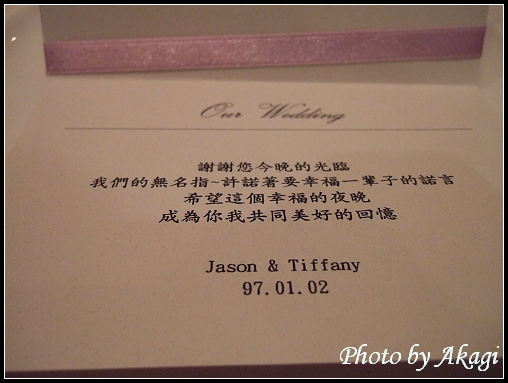 Our Wedding
謝謝您今晚的光臨
我們的無名指~許諾著要幸福一輩子的諾言
希望這個幸福的夜晚
成為你我共同美好的回憶
Jason & Tiffany
97.01.02
Photo by Akagi